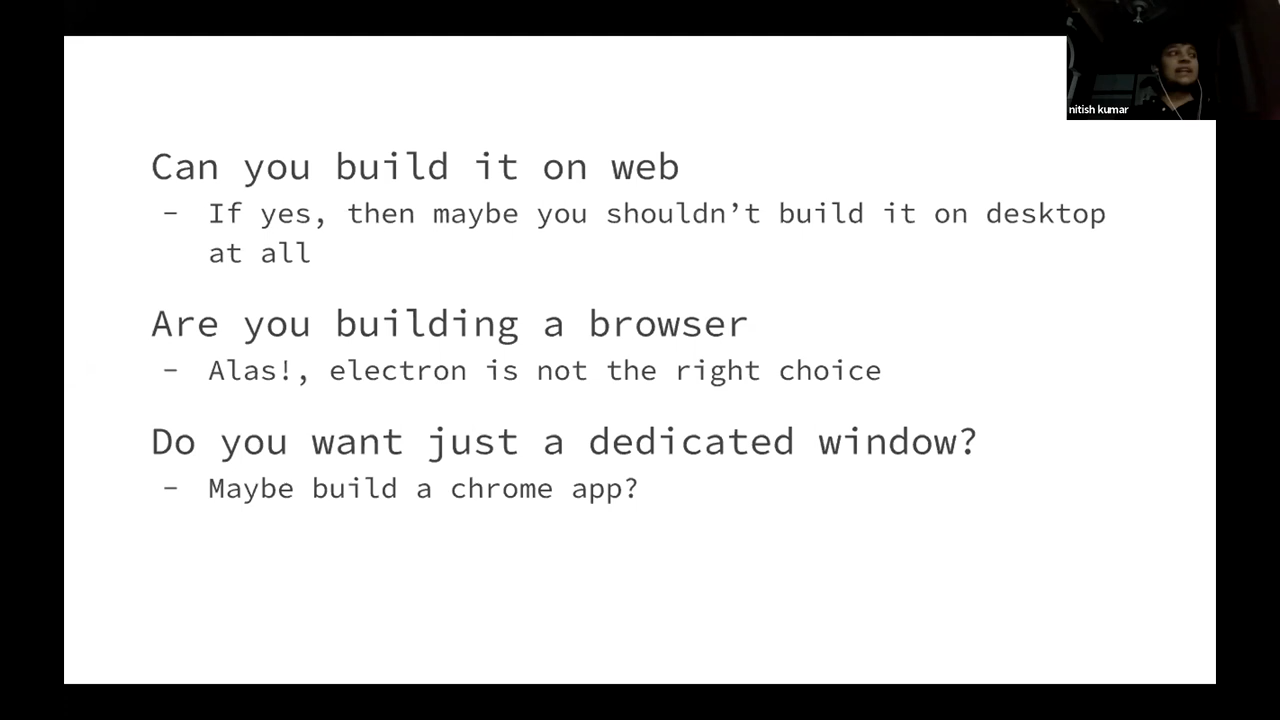 nitish kumar
Can you build it on web
– If yes, then maybe you shouldn’t build it on desktop
at all
Are you building a browser
– Alas!, electron is not the right choice
Do you want just a dedicated window?
– Maybe build a chrome app?